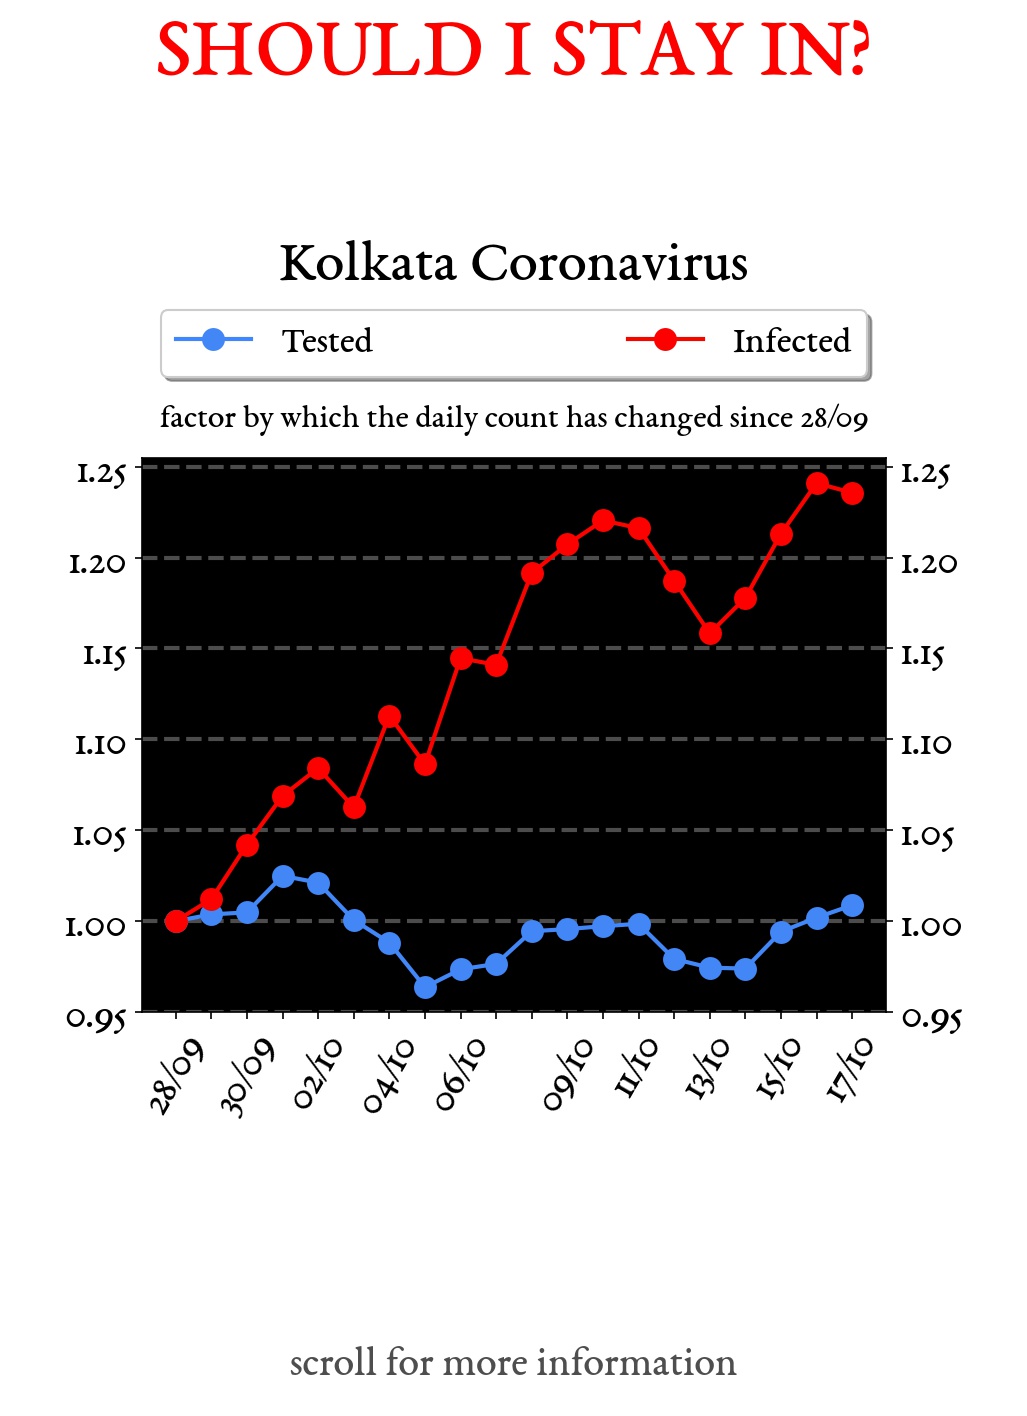 SHOULD I STAY IN?
Kolkata Coronavirus
Tested Infected
factor by which the daily count has changed since 28/09
1.25 1.25
1.20 1.20
1.15 1.15
1.10 1.10
1.05 1.05
1.00 1.00
0.95 0.95
28/09 30/09 02/10 04/10 06/10 09/10 11/10 13/10 15/10 17/10
scroll for more information